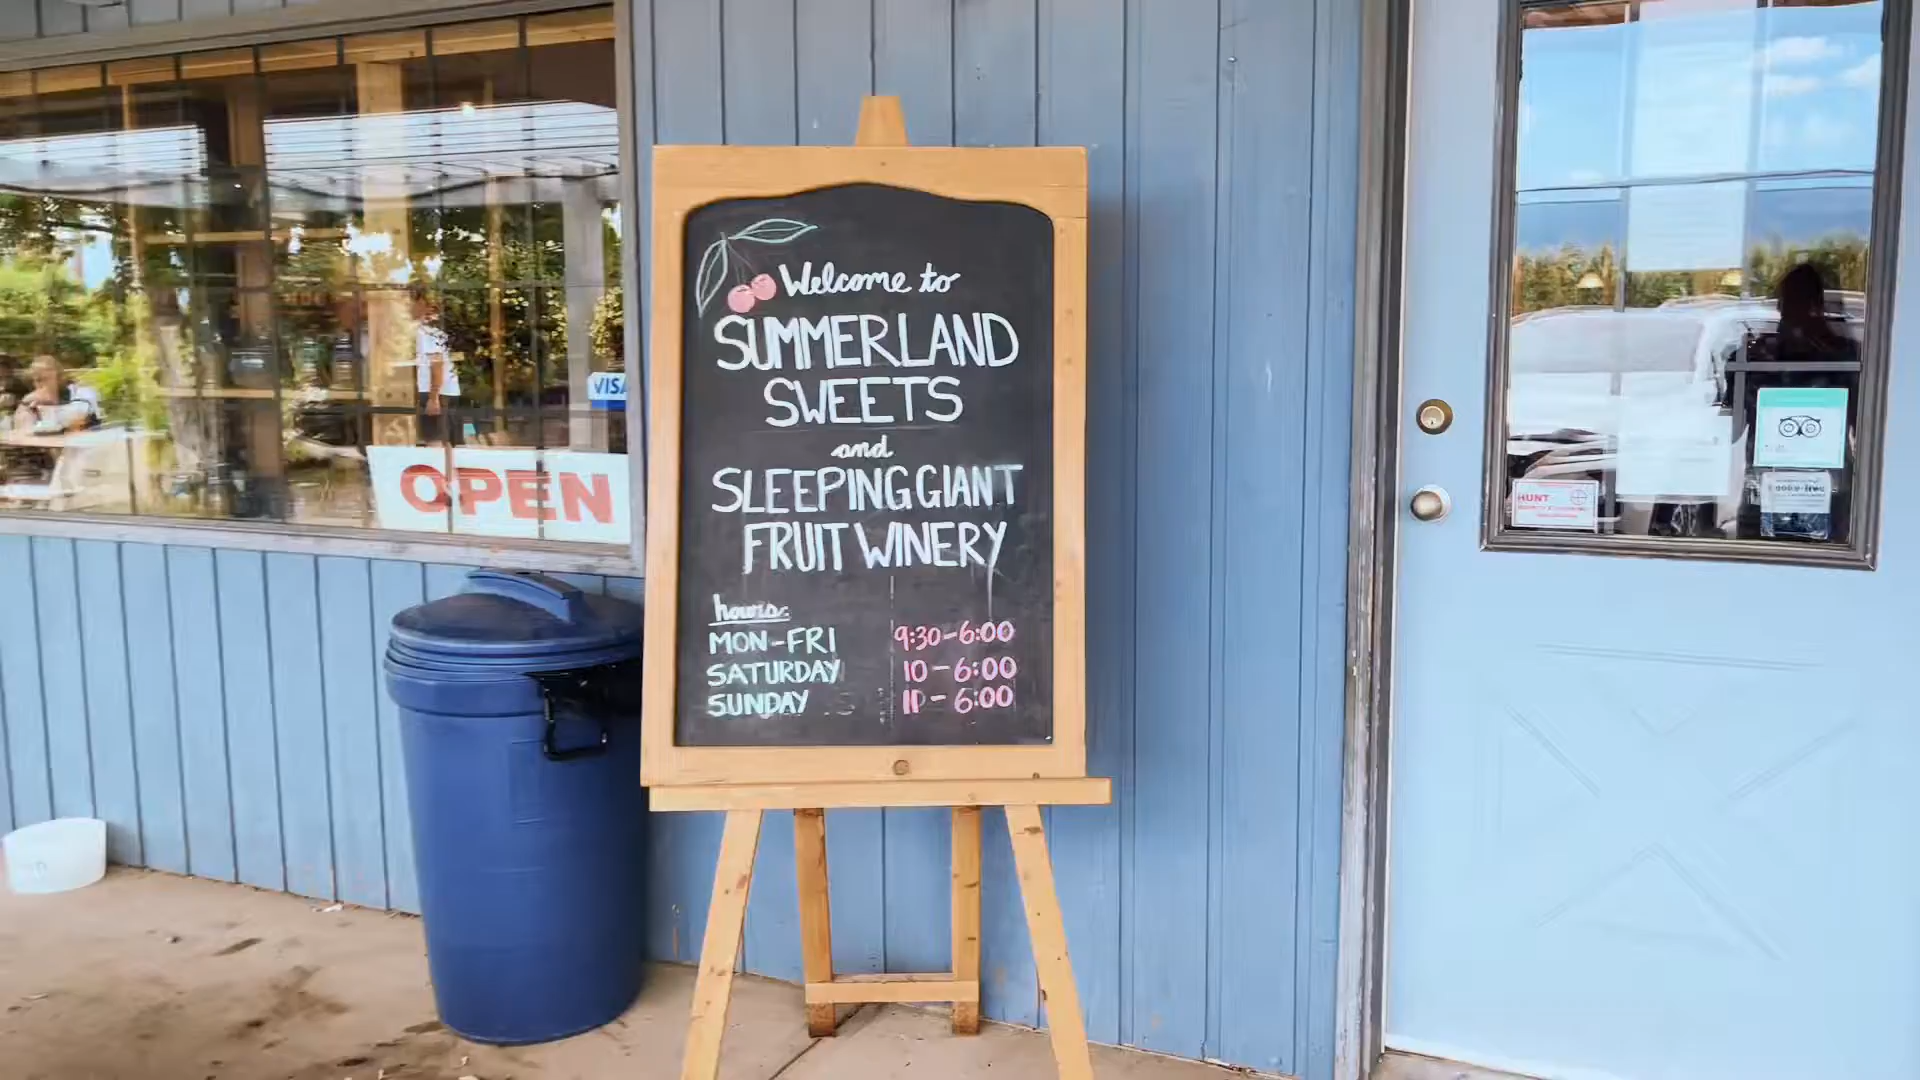 Welcome to
SUMMERLAND
SWEETS
and
SLEEPING GIANT
FRUIT WINERY
hours:
MON-FRI 9:30-6:00
SATURDAY 10-6:00
SUNDAY 10-6:00
VISA
OPEN
HUNT